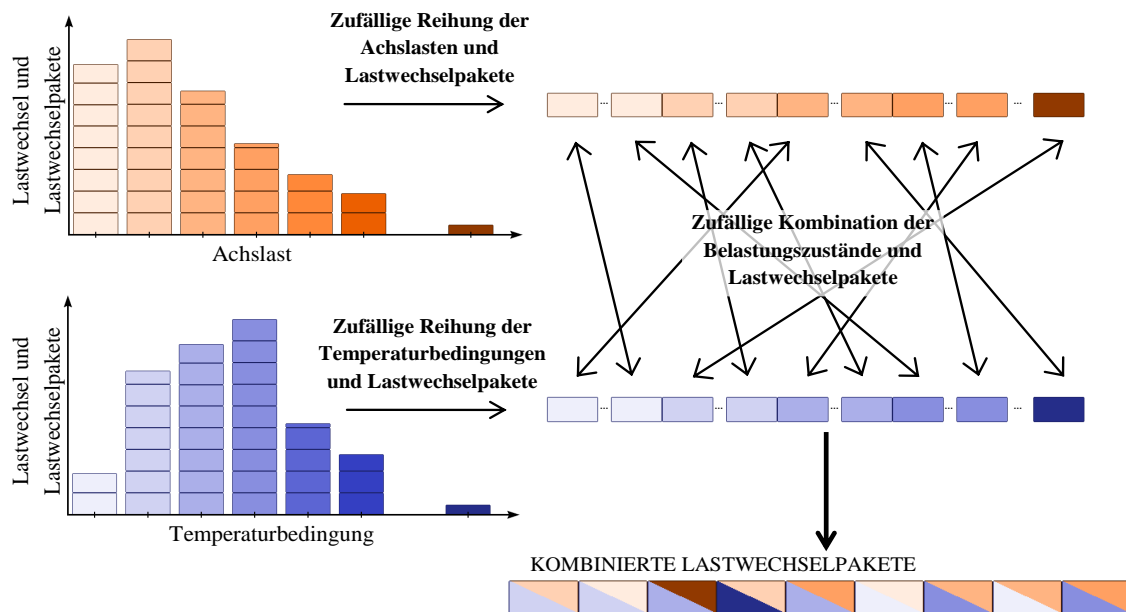 Lastwechsel und
Lastwechselpakete
Achslast
Zufällige Reihung der
Achslasten und
Lastwechselpakete
... ... ... ... ... ...
Zufällige Kombination der
Belastungszustände und
Lastwechselpakete
Lastwechsel und
Lastwechselpakete
Temperaturbedingung
Zufällige Reihung der
Temperaturbedingungen
und Lastwechselpakete
... ... ... ... ... ...
KOMBINIERTE LASTWECHSELPAKETE